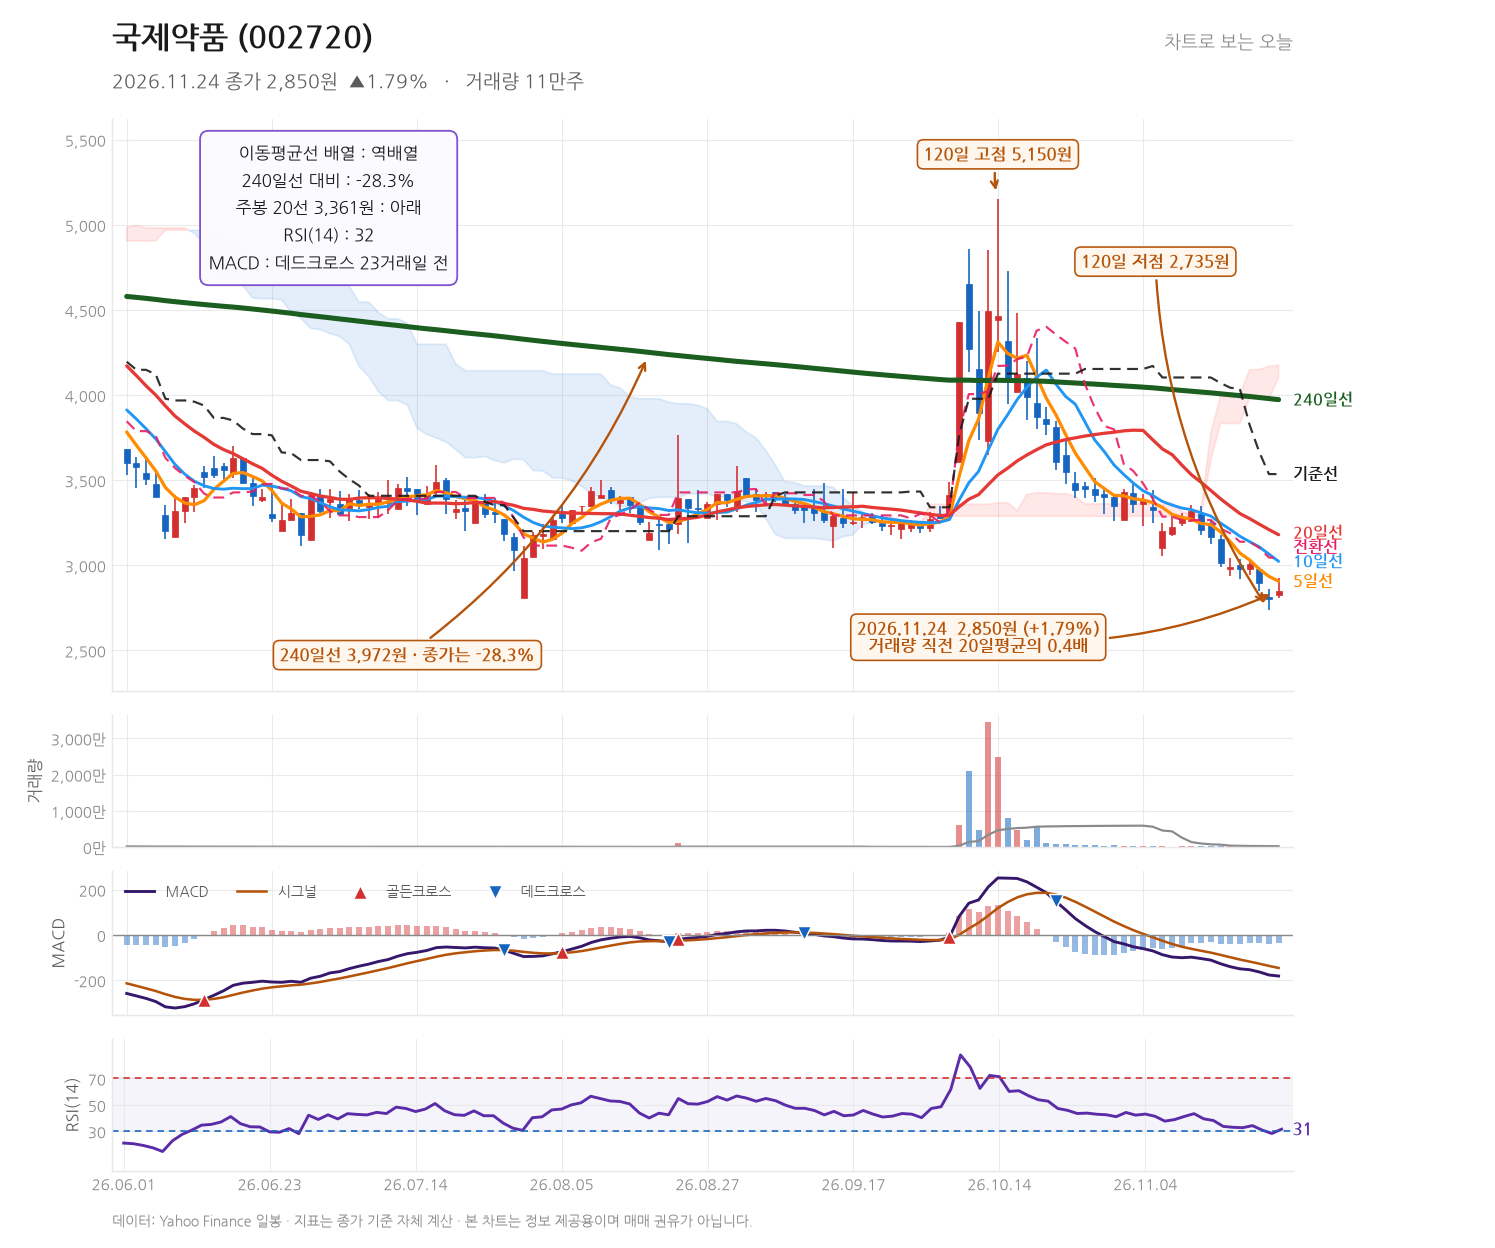 국제약품 (002720)
차트로 보는 오늘
2026.11.24 종가 2,850원 ▲1.79% · 거래량 11만주
이동평균선 배열 : 역배열
240일선 대비 : -28.3%
주봉 20선 3,361원 : 아래
RSI(14) : 32
MACD : 데드크로스 23거래일 전
120일 고점 5,150원
120일 저점 2,735원
5,500
5,000
4,500
4,000
3,500
3,000
2,500
240일선
기준선
20일선
전환선
10일선
5일선
240일선 3,972원 · 종가는 -28.3%
2026.11.24 2,850원 (+1.79%)
거래량 직전 20일평균의 0.4배
거래량
3,000만
2,000만
1,000만
0만
MACD
MACD
시그널
골든크로스
데드크로스
200
0
-200
RSI(14)
70
50
30
31
26.06.01
26.06.23
26.07.14
26.08.05
26.08.27
26.09.17
26.10.14
26.11.04
데이터: Yahoo Finance 일봉 · 지표는 종가 기준 자체 계산 · 본 차트는 정보 제공용이며 매매 권유가 아닙니다.